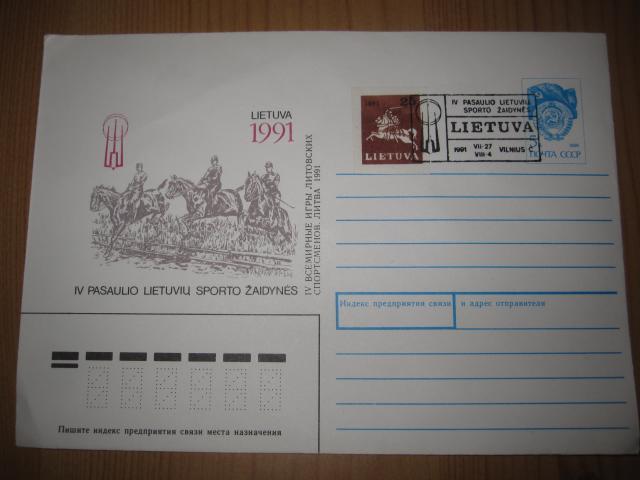 LIETUVA
1991
IV ВСЕМИРНЫЕ ИГРЫ ЛИТОВСКИХ
СПОРТСМЕНОВ. ЛИТВА 1991
IV PASAULIO LIETUVIŲ SPORTO ŽAIDYNĖS
1991 25
LIETUVA
IV PASAULIO LIETUVIŲ
SPORTO ŽAIDYNĖS
LIETUVA
1991 VII-27
VIII-4 VILNIUS
5
ПОЧТА СССР
Индекс предприятия связи и адрес отправителя
Пишите индекс предприятия связи места назначения